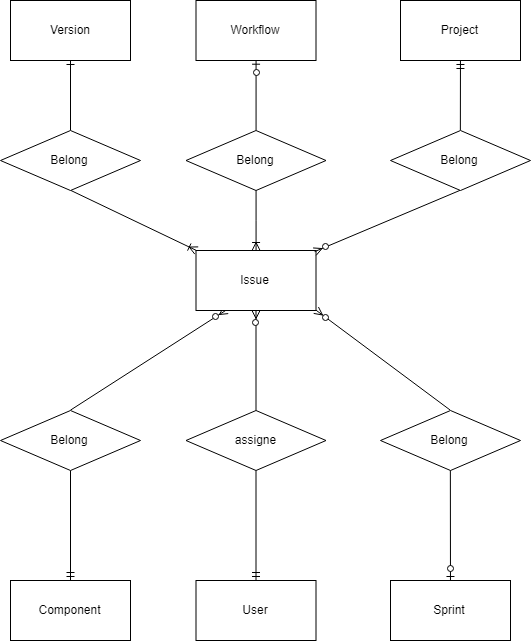 Version
Workflow
Project
Belong
Belong
Belong
Issue
Belong
assigne
Belong
Component
User
Sprint